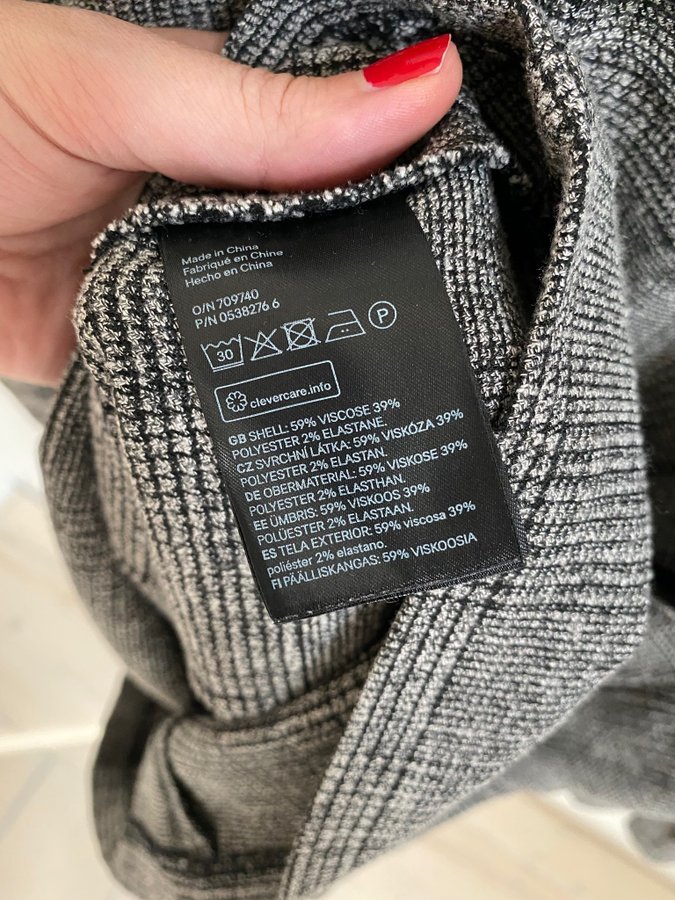 Made in China
Fabriqué en Chine
Hecho en China
O/N 709740
P/N 0538276 6
30
P
clevercare.info
GB SHELL: 59% VISCOSE 39%
POLYESTER 2% ELASTANE.
CZ SVRCHNÍ LÁTKA: 59% VISKÓZA 39%
POLYESTER 2% ELASTAN.
DE OBERMATERIAL: 59% VISKOSE 39%
POLYESTER 2% ELASTHAN.
EE ÜMBRIS: 59% VISKOOS 39%
POLÜESTER 2% ELASTAAN.
ES TELA EXTERIOR: 59% viscosa 39%
poliéster 2% elastano.
FI PÄÄLLISKANGAS: 59% VISKOOSIA